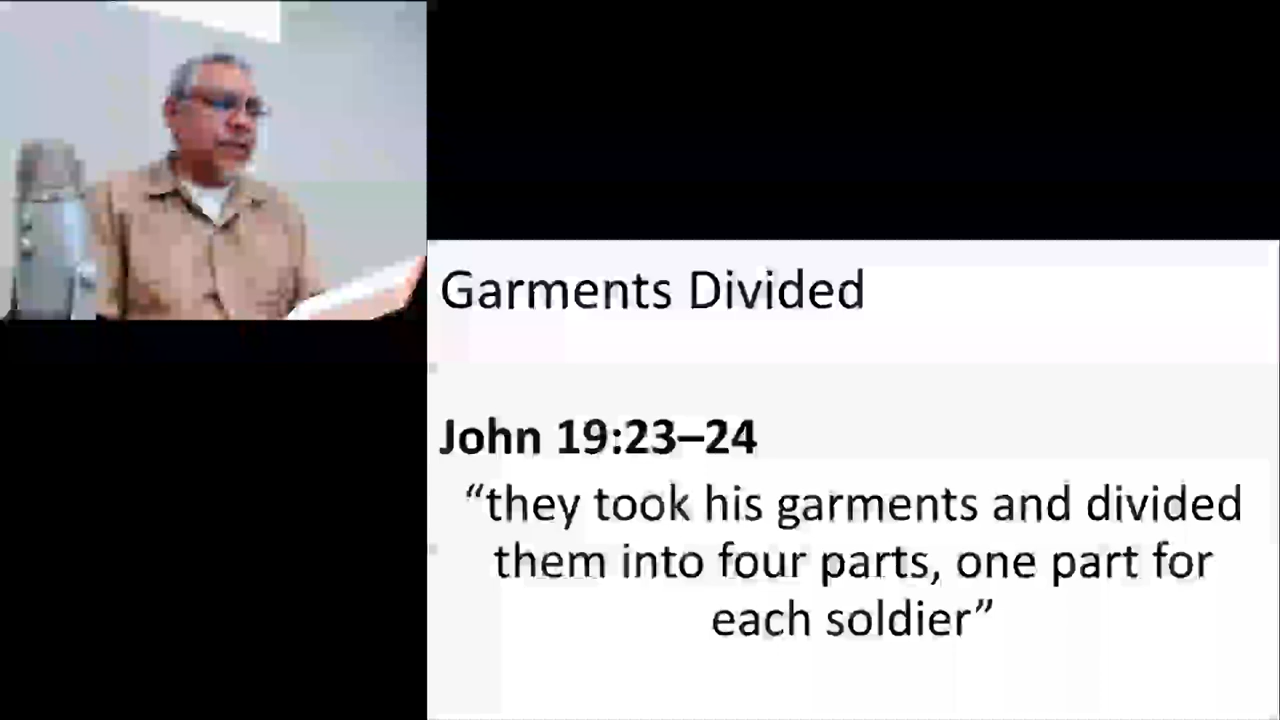 Garments Divided
John 19:23–24
“they took his garments and divided
them into four parts, one part for
each soldier”